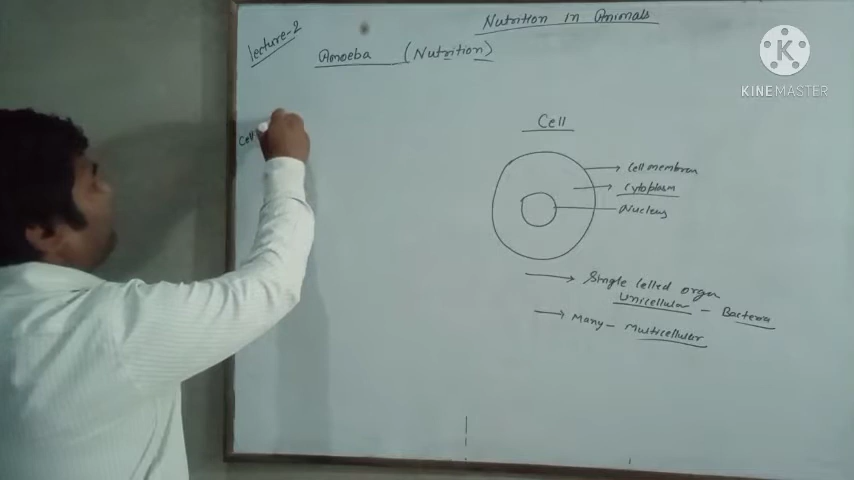 Nutrition in Animals
Lecture-2
Amoeba (Nutrition)
KINEMASTER
Cell
Cell
Cell membran
Cytoplasm
Nucleus
Single celled organ
Unicellular - Bacteria
Many - Multicellular